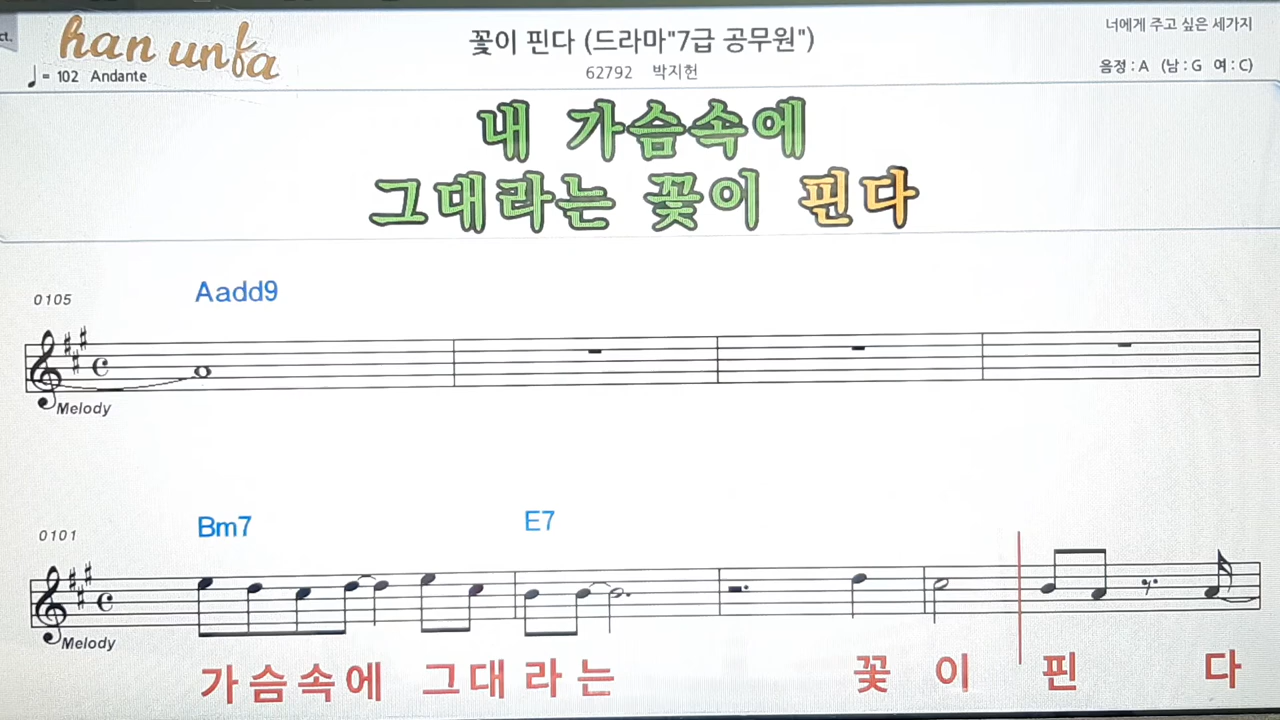 ct.
han unfa
꽃이 핀다 (드라마"7급 공무원")
너에게 주고 싶은 세가지
♩= 102 Andante
62792 박지헌
음정 : A (남 : G 여 : C)
내 가슴속에
그대라는 꽃이 핀다
Aadd9
0105
Melody
Bm7 E7
0101
Melody
가슴속에 그대라는 꽃이 핀다